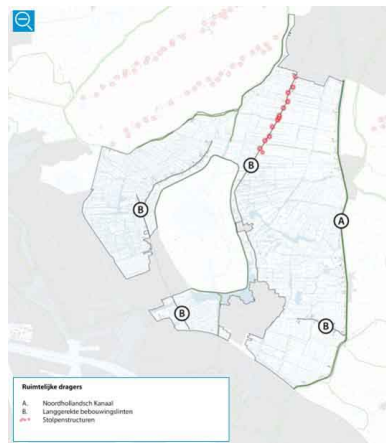 B
A
B
B
B
Ruimtelijke dragers
A. Noordhollandsch Kanaal
B. Langgerekte bebouwingslinten
Stolpenstructuren